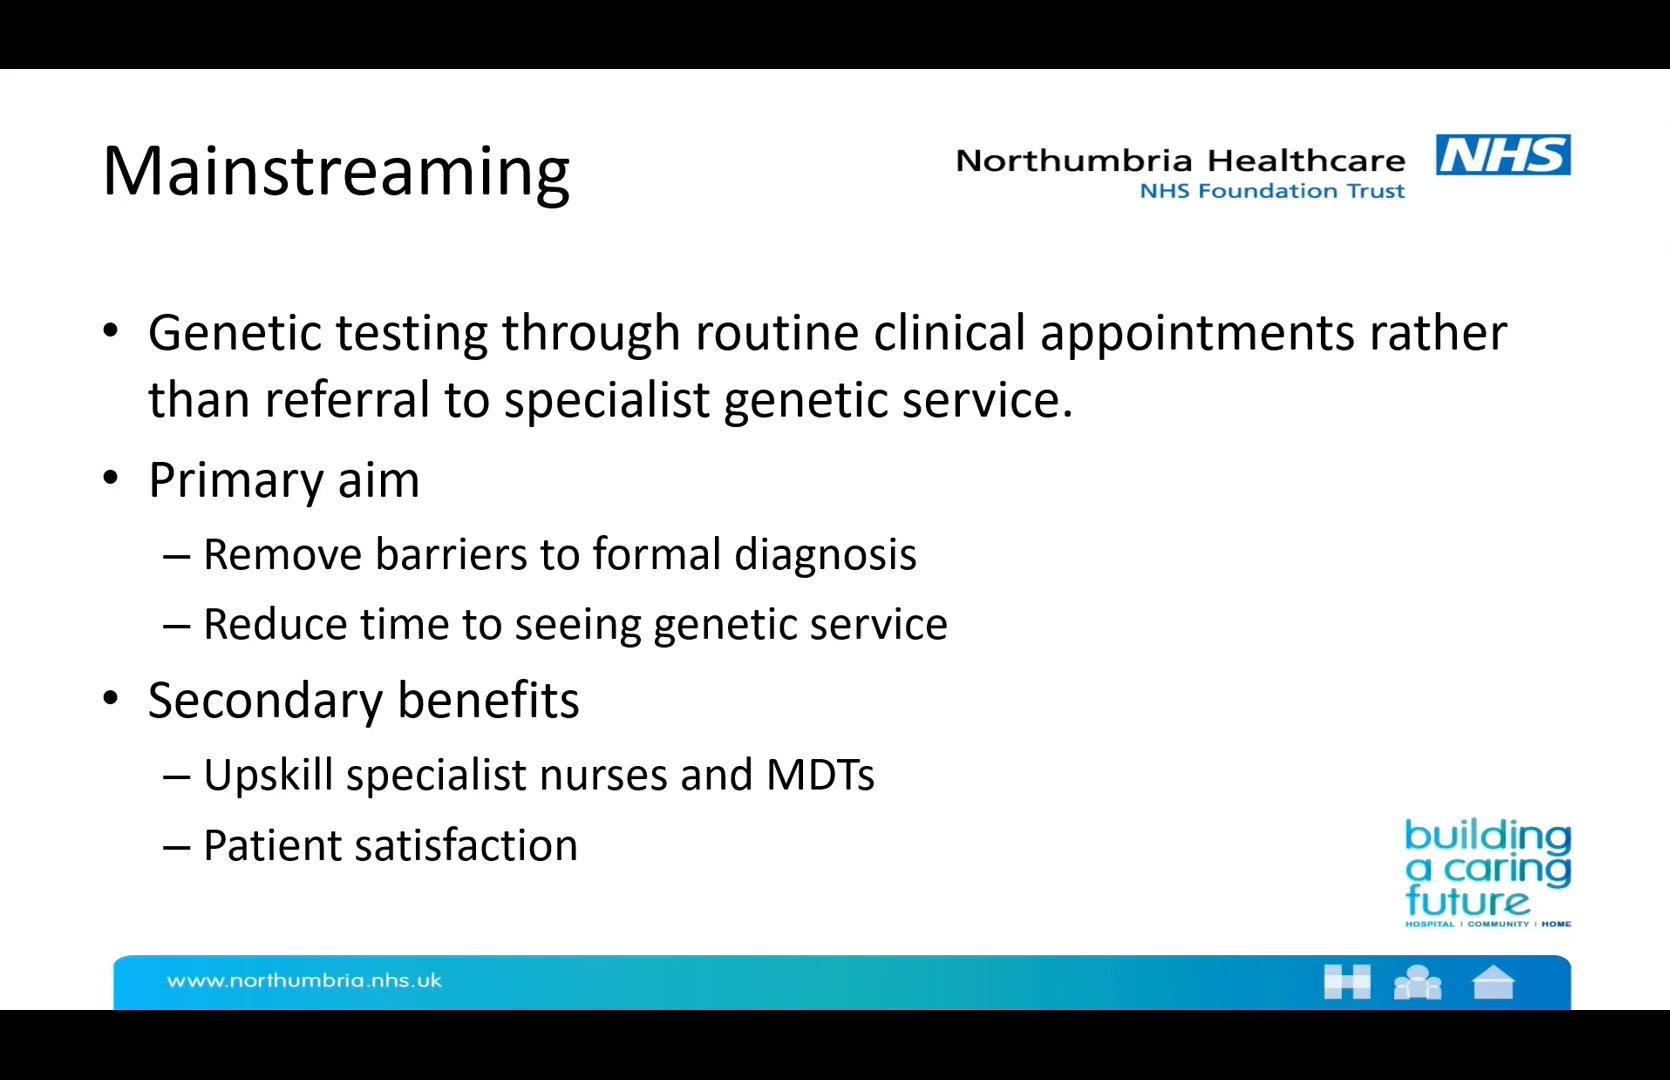 Mainstreaming
Northumbria Healthcare NHS
NHS Foundation Trust
• Genetic testing through routine clinical appointments rather
than referral to specialist genetic service.
• Primary aim
– Remove barriers to formal diagnosis
– Reduce time to seeing genetic service
• Secondary benefits
– Upskill specialist nurses and MDTs
– Patient satisfaction
building
a caring
future
HOSPITAL | COMMUNITY | HOME
www.northumbria.nhs.uk